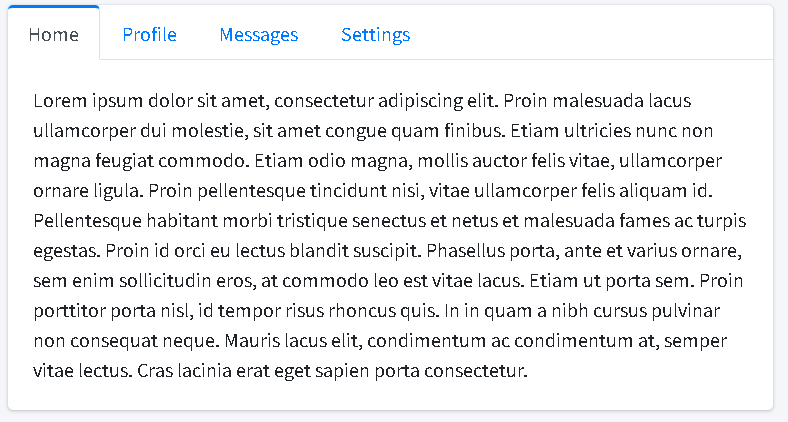 Home Profile Messages Settings
Lorem ipsum dolor sit amet, consectetur adipiscing elit. Proin malesuada lacus
ullamcorper dui molestie, sit amet congue quam finibus. Etiam ultricies nunc non
magna feugiat commodo. Etiam odio magna, mollis auctor felis vitae, ullamcorper
ornare ligula. Proin pellentesque tincidunt nisi, vitae ullamcorper felis aliquam id.
Pellentesque habitant morbi tristique senectus et netus et malesuada fames ac turpis
egestas. Proin id orci eu lectus blandit suscipit. Phasellus porta, ante et varius ornare,
sem enim sollicitudin eros, at commodo leo est vitae lacus. Etiam ut porta sem. Proin
porttitor porta nisl, id tempor risus rhoncus quis. In in quam a nibh cursus pulvinar
non consequat neque. Mauris lacus elit, condimentum ac condimentum at, semper
vitae lectus. Cras lacinia erat eget sapien porta consectetur.